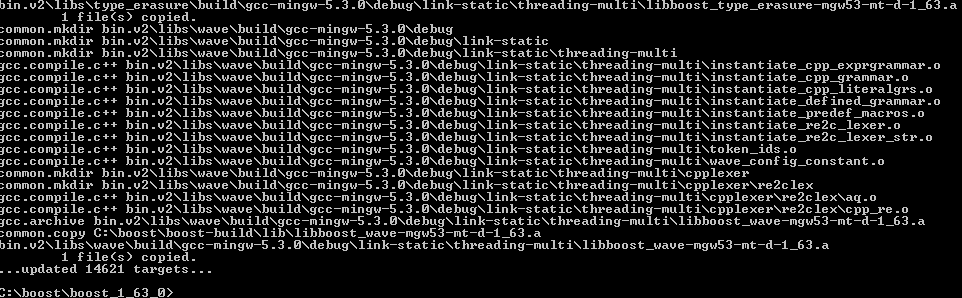 bin.v2\libs\type_erasure\build\gcc-mingw-5.3.0\debug\link-static\threading-multi\libboost_type_erasure-mgw53-mt-d-1_63.a
        1 file(s) copied.
common.mkdir bin.v2\libs\wave\build\gcc-mingw-5.3.0\debug
common.mkdir bin.v2\libs\wave\build\gcc-mingw-5.3.0\debug\link-static
common.mkdir bin.v2\libs\wave\build\gcc-mingw-5.3.0\debug\link-static\threading-multi
gcc.compile.c++ bin.v2\libs\wave\build\gcc-mingw-5.3.0\debug\link-static\threading-multi\instantiate_cpp_exprgrammar.o
gcc.compile.c++ bin.v2\libs\wave\build\gcc-mingw-5.3.0\debug\link-static\threading-multi\instantiate_cpp_grammar.o
gcc.compile.c++ bin.v2\libs\wave\build\gcc-mingw-5.3.0\debug\link-static\threading-multi\instantiate_cpp_literalgrs.o
gcc.compile.c++ bin.v2\libs\wave\build\gcc-mingw-5.3.0\debug\link-static\threading-multi\instantiate_defined_grammar.o
gcc.compile.c++ bin.v2\libs\wave\build\gcc-mingw-5.3.0\debug\link-static\threading-multi\instantiate_predef_macros.o
gcc.compile.c++ bin.v2\libs\wave\build\gcc-mingw-5.3.0\debug\link-static\threading-multi\instantiate_re2c_lexer.o
gcc.compile.c++ bin.v2\libs\wave\build\gcc-mingw-5.3.0\debug\link-static\threading-multi\instantiate_re2c_lexer_str.o
gcc.compile.c++ bin.v2\libs\wave\build\gcc-mingw-5.3.0\debug\link-static\threading-multi\token_ids.o
gcc.compile.c++ bin.v2\libs\wave\build\gcc-mingw-5.3.0\debug\link-static\threading-multi\wave_config_constant.o
common.mkdir bin.v2\libs\wave\build\gcc-mingw-5.3.0\debug\link-static\threading-multi\cpplexer
common.mkdir bin.v2\libs\wave\build\gcc-mingw-5.3.0\debug\link-static\threading-multi\cpplexer\re2clex
gcc.compile.c++ bin.v2\libs\wave\build\gcc-mingw-5.3.0\debug\link-static\threading-multi\cpplexer\re2clex\aq.o
gcc.compile.c++ bin.v2\libs\wave\build\gcc-mingw-5.3.0\debug\link-static\threading-multi\cpplexer\re2clex\cpp_re.o
gcc.archive bin.v2\libs\wave\build\gcc-mingw-5.3.0\debug\link-static\threading-multi\libboost_wave-mgw53-mt-d-1_63.a
common.copy C:\boost\boost-build\lib\libboost_wave-mgw53-mt-d-1_63.a
bin.v2\libs\wave\build\gcc-mingw-5.3.0\debug\link-static\threading-multi\libboost_wave-mgw53-mt-d-1_63.a
        1 file(s) copied.
...updated 14621 targets...
C:\boost\boost_1_63_0>